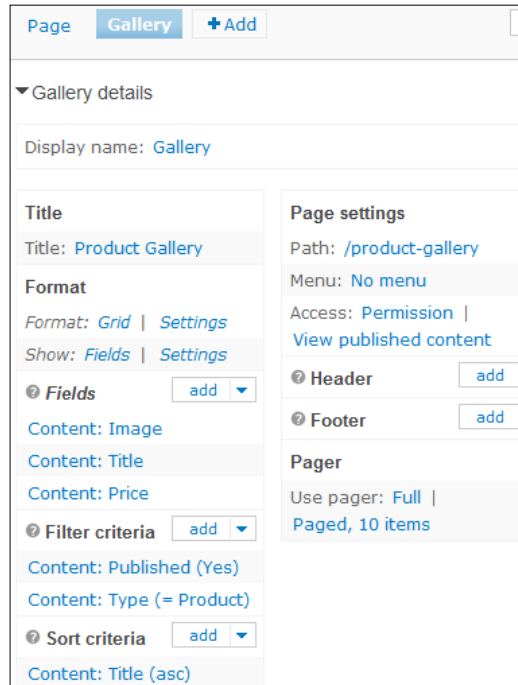 Page Gallery +Add
Gallery details
Display name: Gallery
Title
Title: Product Gallery
Format
Format: Grid | Settings
Show: Fields | Settings
Fields add
Content: Image
Content: Title
Content: Price
Filter criteria add
Content: Published (Yes)
Content: Type (= Product)
Sort criteria add
Content: Title (asc)
Page settings
Path: /product-gallery
Menu: No menu
Access: Permission |
View published content
Header add
Footer add
Pager
Use pager: Full |
Paged, 10 items